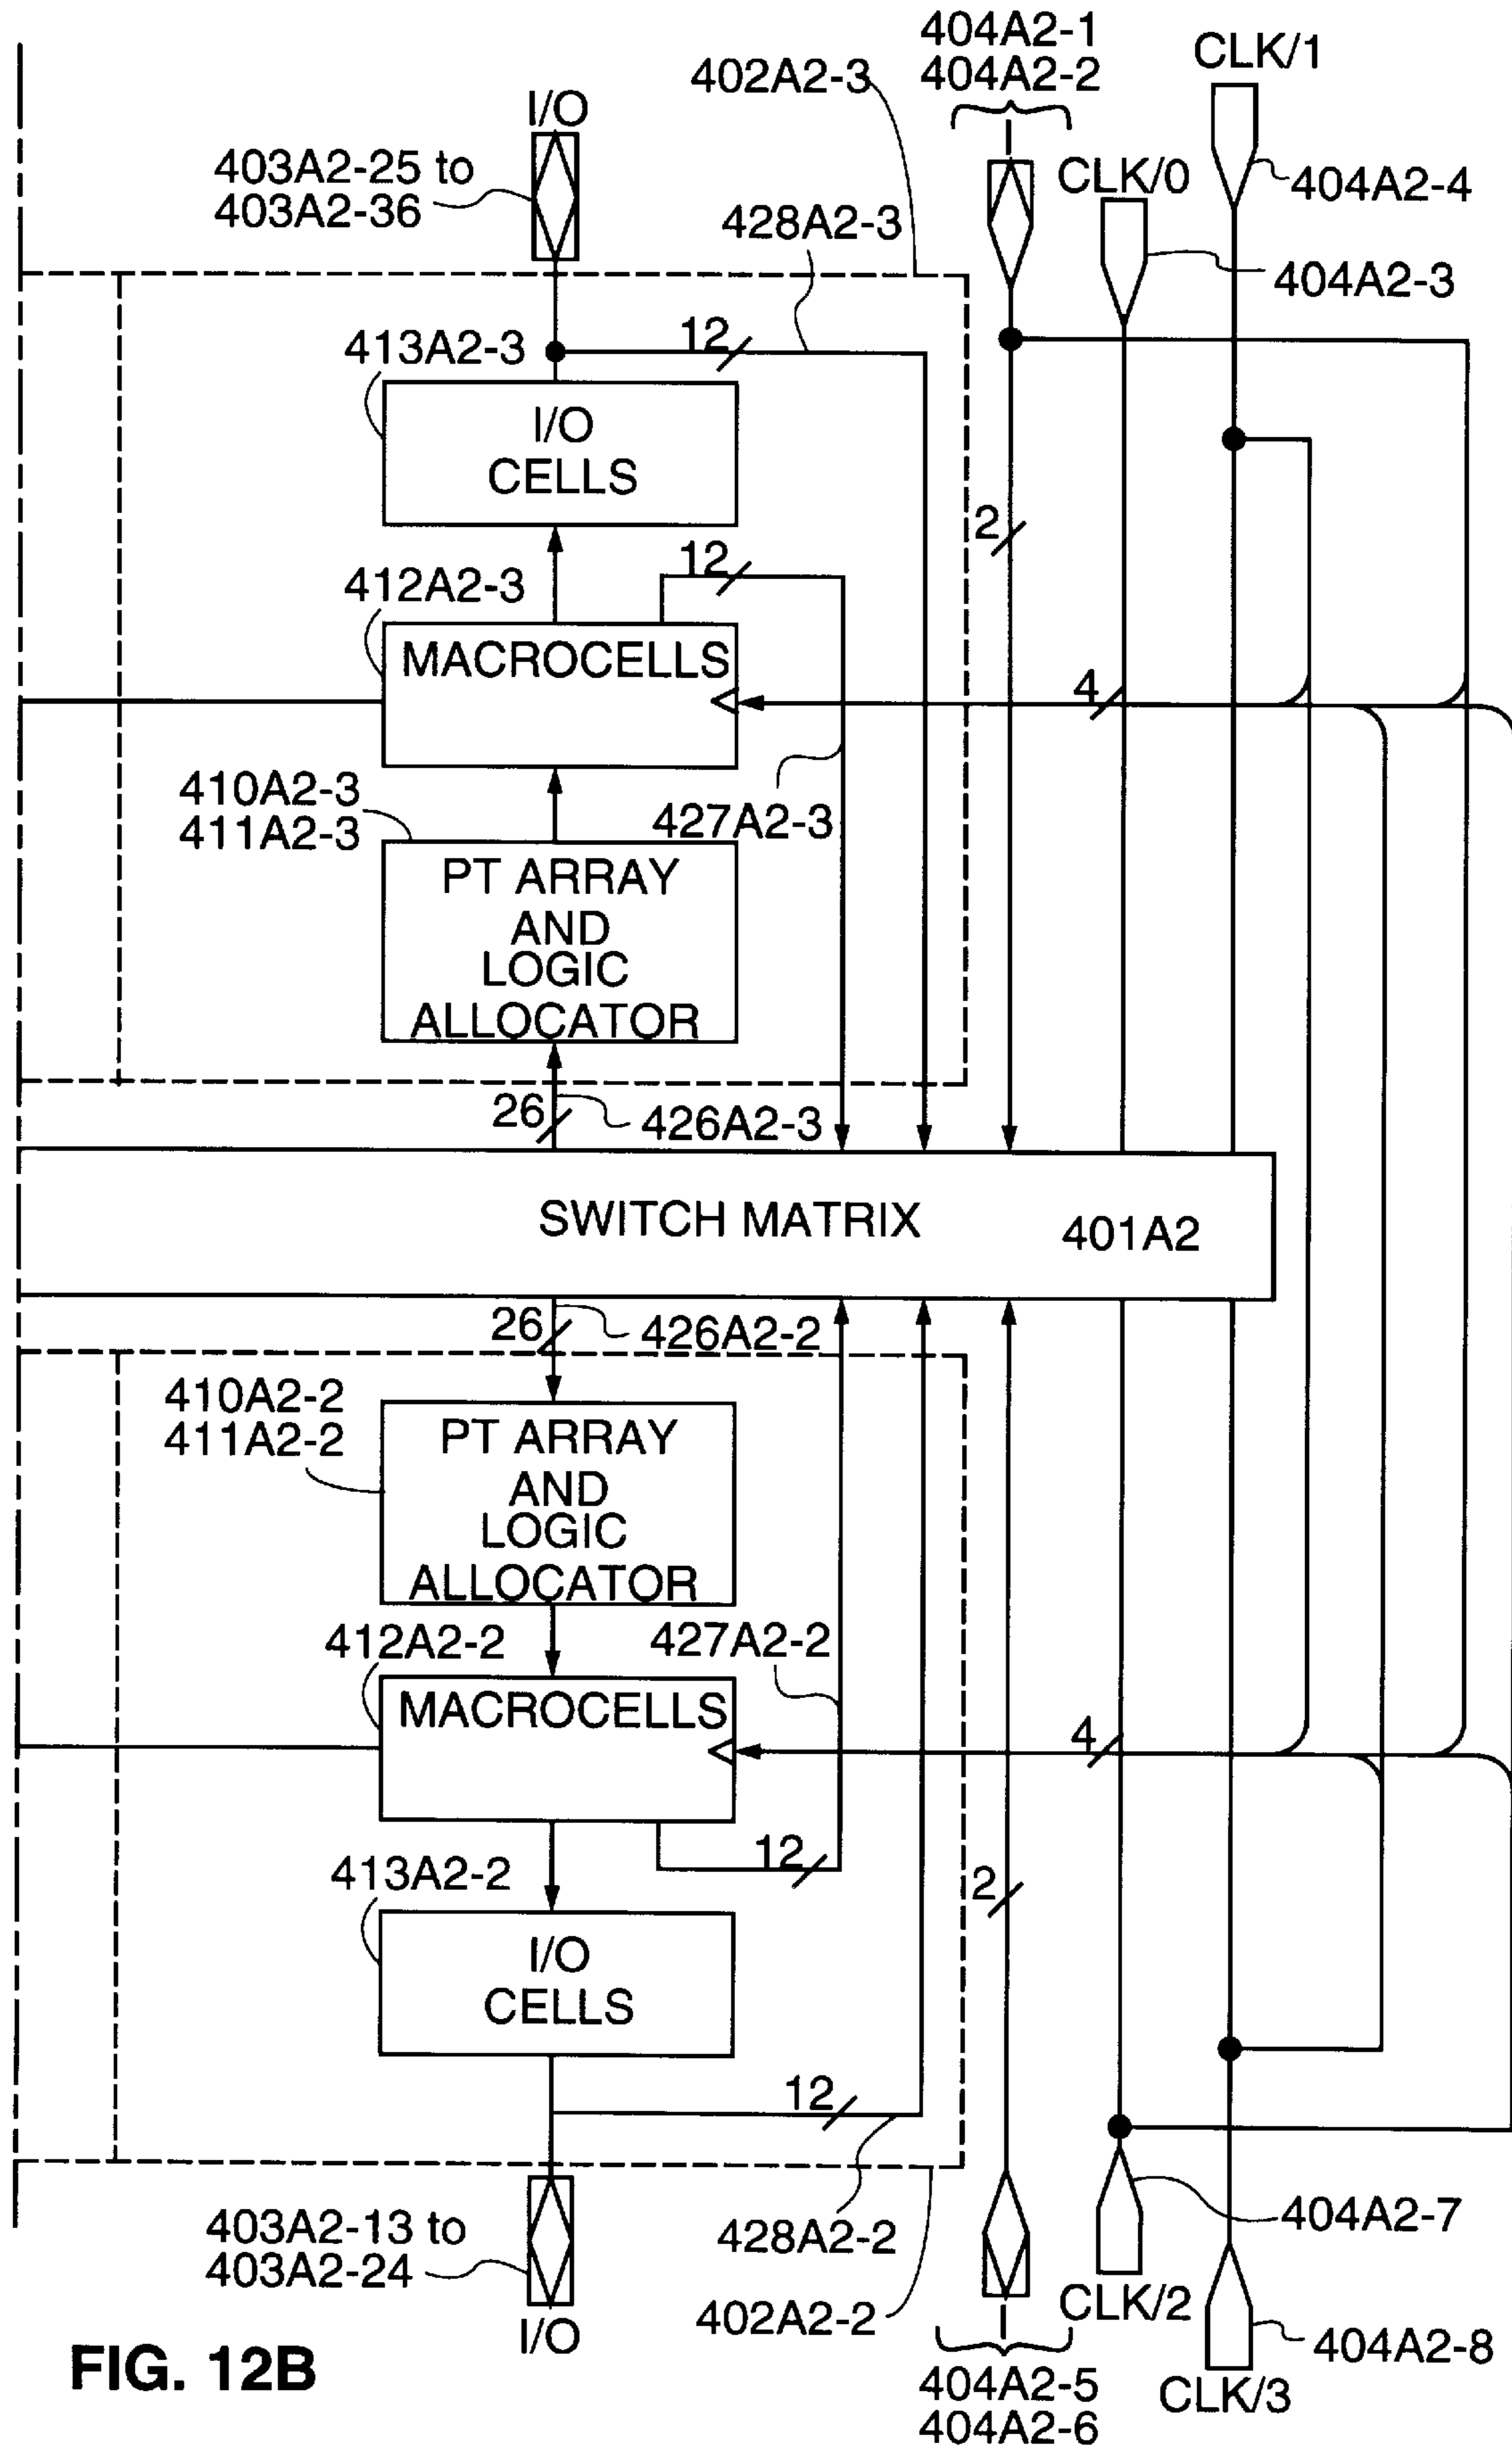 404A2-1
404A2-2
CLK/1
402A2-3
I/O
403A2-25 to
403A2-36
I
CLK/0
404A2-4
428A2-3
404A2-3
12
413A2-3
I/O
CELLS
2
12
412A2-3
MACROCELLS
4
410A2-3
411A2-3
427A2-3
PT ARRAY
AND
LOGIC
ALLOCATOR
26
426A2-3
SWITCH MATRIX
401A2
26
426A2-2
410A2-2
411A2-2
PT ARRAY
AND
LOGIC
ALLOCATOR
412A2-2
427A2-2
MACROCELLS
4
12
413A2-2
2
I/O
CELLS
12
403A2-13 to
403A2-24
428A2-2
404A2-7
402A2-2
CLK/2
I/O
I
404A2-8
FIG. 12B
404A2-5
404A2-6
CLK/3